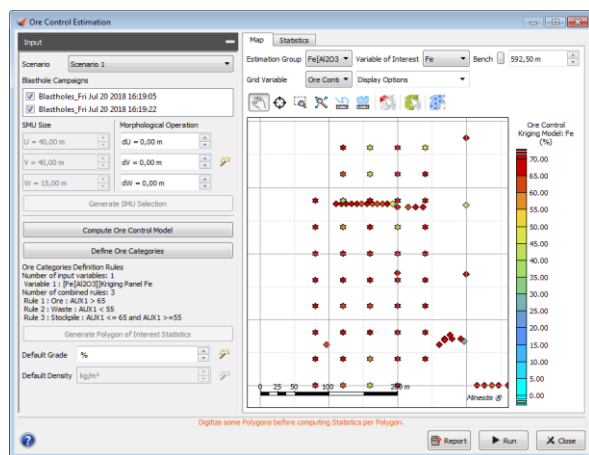 Ore Control Estimation
Input
Scenario Scenario 1
Blasthole Campaigns
Blastholes_Fri Jul 20 2018 16:19:05
Blastholes_Fri Jul 20 2018 16:19:22
SMU Size Morphological Operation
U = 40,00 m dU = 0,00 m
V = 40,00 m dV = 0,00 m
W = 15,00 m dW = 0,00 m
Generate SMU Selection
Compute Ore Control Model
Define Ore Categories
Ore Categories Definition Rules
Number of input variables: 1
Variable 1 : [Fe[Al2O3]]Kriging Panel Fe
Number of combined rules: 3
Rule 1 : Ore : AUX1 > 65
Rule 2 : Waste : AUX1 < 55
Rule 3 : Stockpile : AUX1 <= 65 and AUX1 >=55
Generate Polygon of Interest Statistics
Default Grade %
Default Density kg/m³
Map Statistics
Estimation Group Fe[Al2O3 Variable of Interest Fe Bench 592,50 m
Grid Variable Ore Conti Display Options
Ore Control
Kriging Model: Fe
(%)
70.00
65.00
60.00
55.00
50.00
45.00
40.00
35.00
30.00
25.00
20.00
15.00
10.00
5.00
0.00
0 25 50 100 200 m
Minestis ®
Digitize some Polygons before computing Statistics per Polygon.
Report Run Close